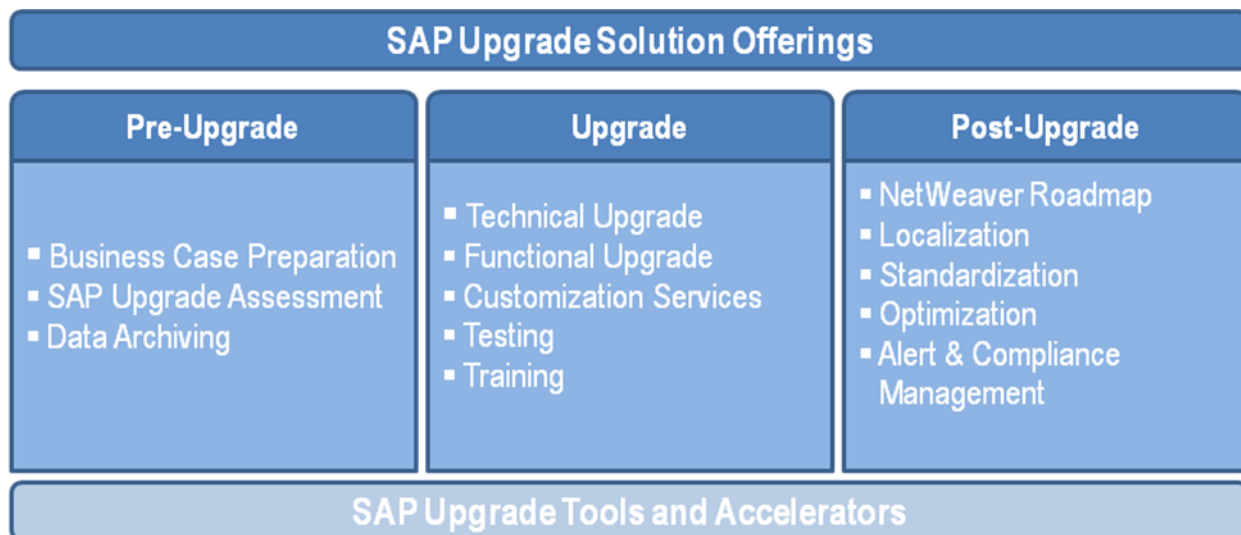 SAP Upgrade Solution Offerings
Pre-Upgrade
▪ Business Case Preparation
▪ SAP Upgrade Assessment
▪ Data Archiving
Upgrade
▪ Technical Upgrade
▪ Functional Upgrade
▪ Customization Services
▪ Testing
▪ Training
Post-Upgrade
▪ NetWeaver Roadmap
▪ Localization
▪ Standardization
▪ Optimization
▪ Alert & Compliance
Management
SAP Upgrade Tools and Accelerators